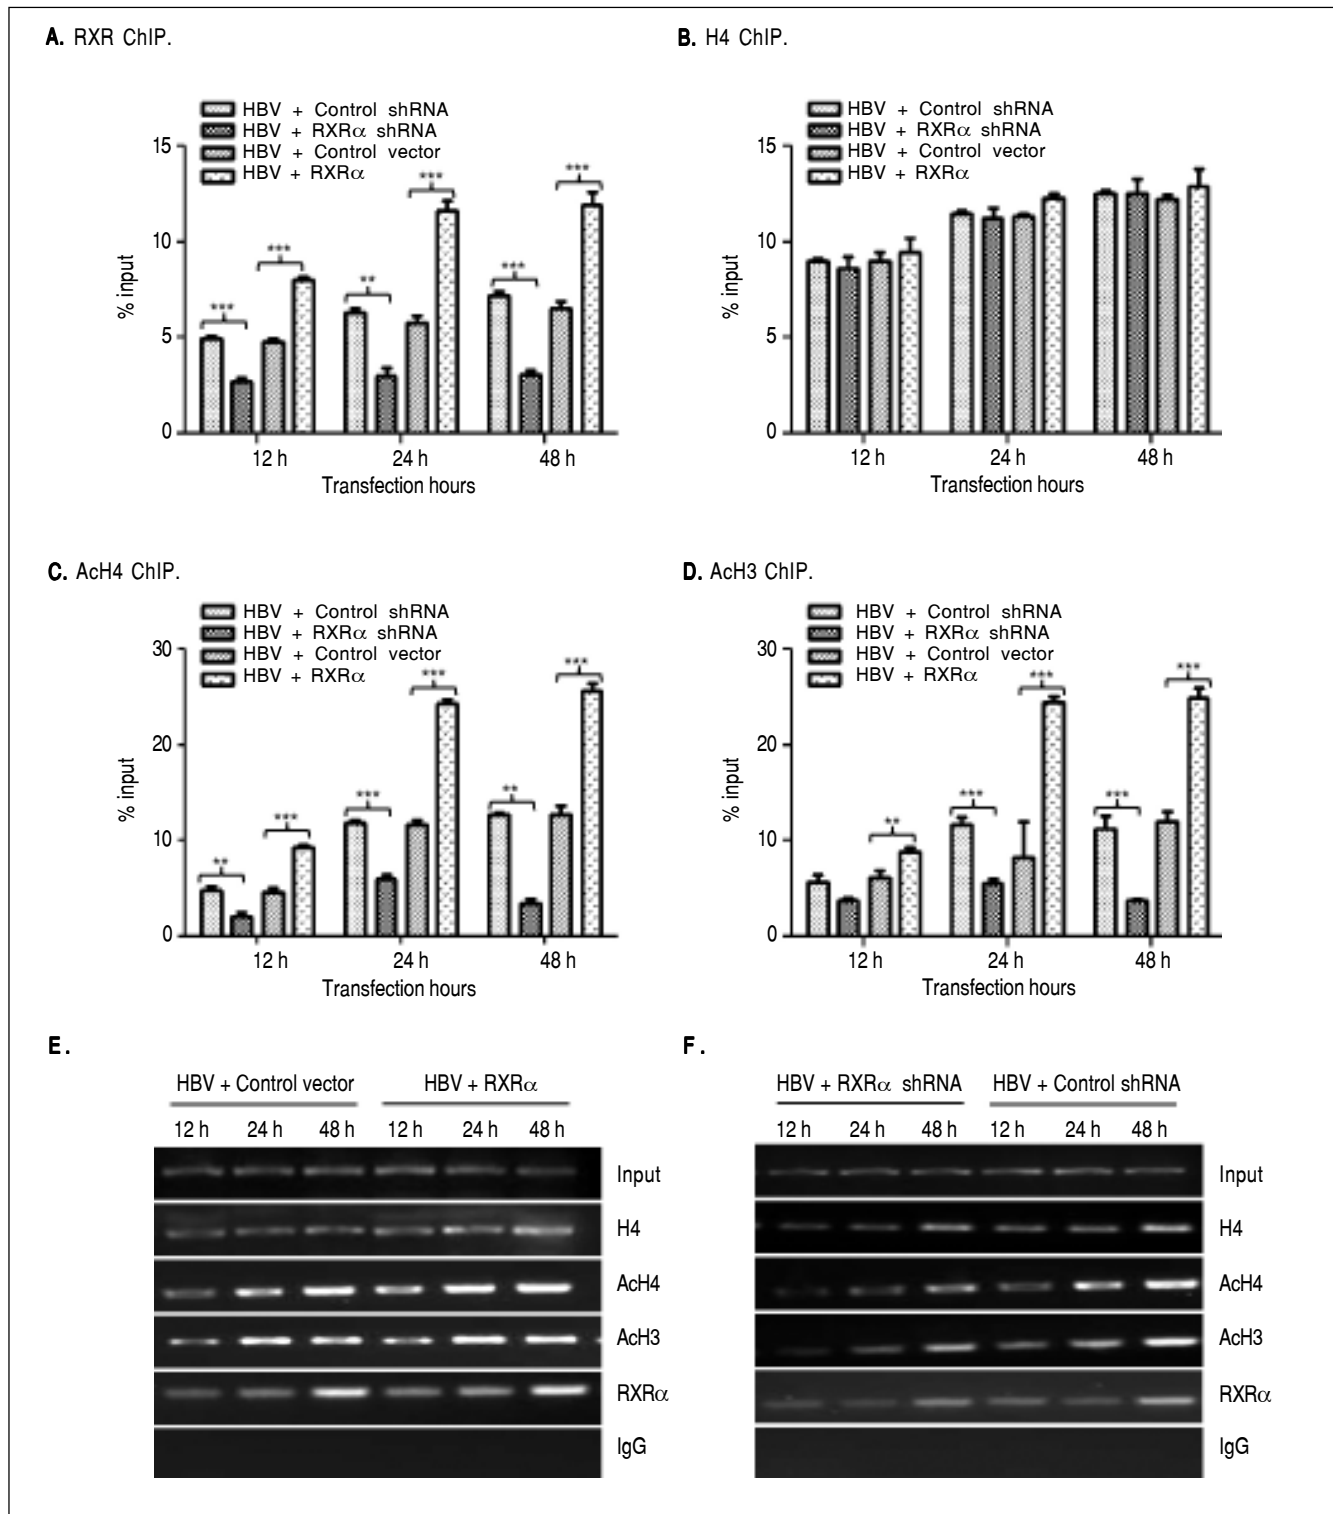 A. RXR ChIP.
HBV + Control shRNA
HBV + RXRα shRNA
HBV + Control vector
HBV + RXRα
15
10
5
0
% input
***
***
**
***
***
***
12 h
24 h
48 h
Transfection hours
B. H4 ChIP.
HBV + Control shRNA
HBV + RXRα shRNA
HBV + Control vector
HBV + RXRα
15
10
5
0
% input
12 h
24 h
48 h
Transfection hours
C. AcH4 ChIP.
HBV + Control shRNA
HBV + RXRα shRNA
HBV + Control vector
HBV + RXRα
30
20
10
0
% input
**
***
***
***
**
***
12 h
24 h
48 h
Transfection hours
D. AcH3 ChIP.
HBV + Control shRNA
HBV + RXRα shRNA
HBV + Control vector
HBV + RXRα
30
20
10
0
% input
**
***
***
***
***
12 h
24 h
48 h
Transfection hours
E.
HBV + Control vector
HBV + RXRα
12 h 24 h 48 h 12 h 24 h 48 h
Input
H4
AcH4
AcH3
RXRα
IgG
F.
HBV + RXRα shRNA
HBV + Control shRNA
12 h 24 h 48 h 12 h 24 h 48 h
Input
H4
AcH4
AcH3
RXRα
IgG